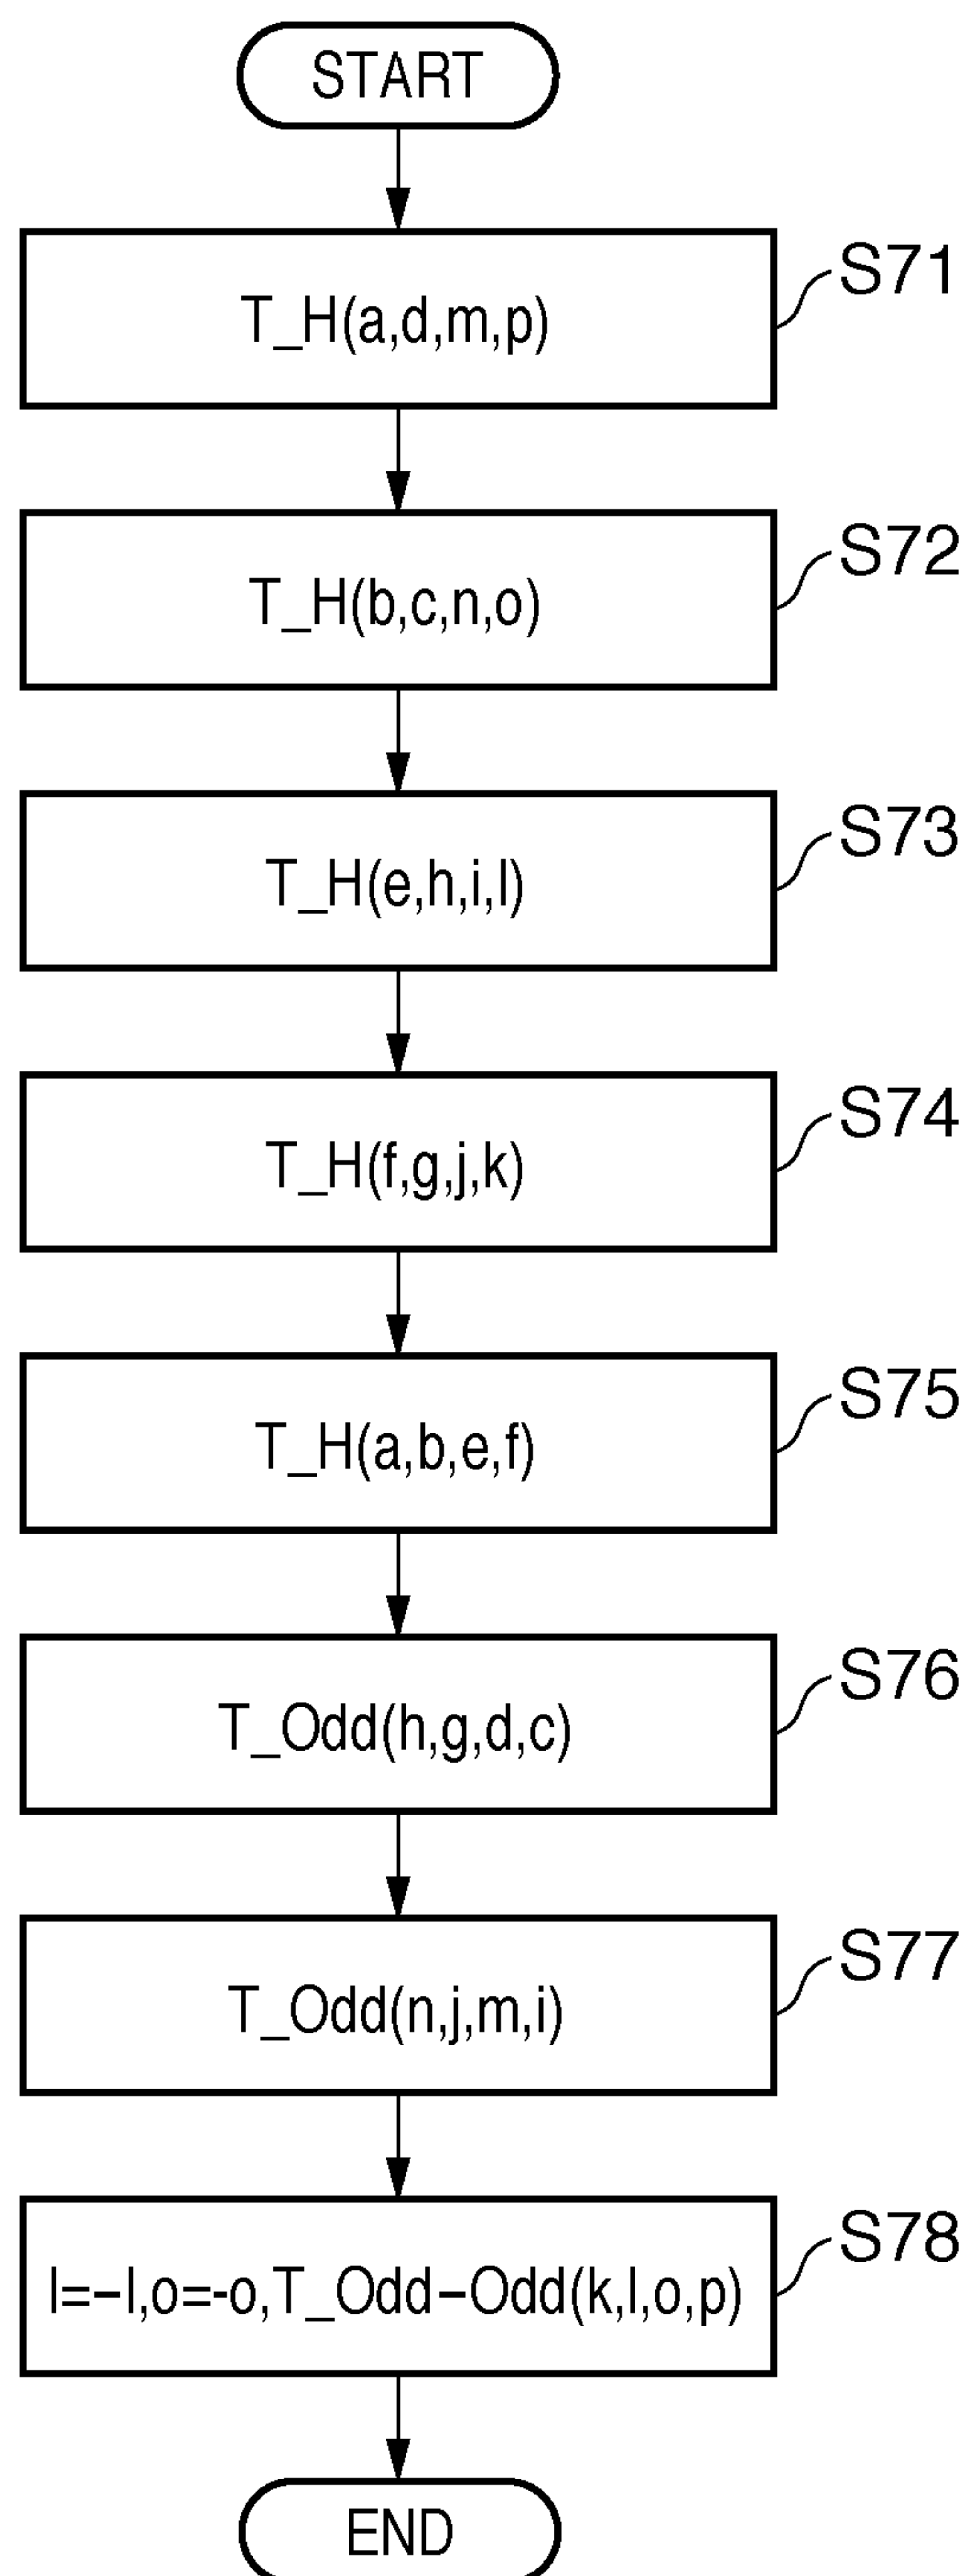 START
T_H(a,d,m,p)
S71
T_H(b,c,n,o)
S72
T_H(e,h,i,l)
S73
T_H(f,g,j,k)
S74
T_H(a,b,e,f)
S75
T_Odd(h,g,d,c)
S76
T_Odd(n,j,m,i)
S77
l=−l,o=-o,T_Odd−Odd(k,l,o,p)
S78
END